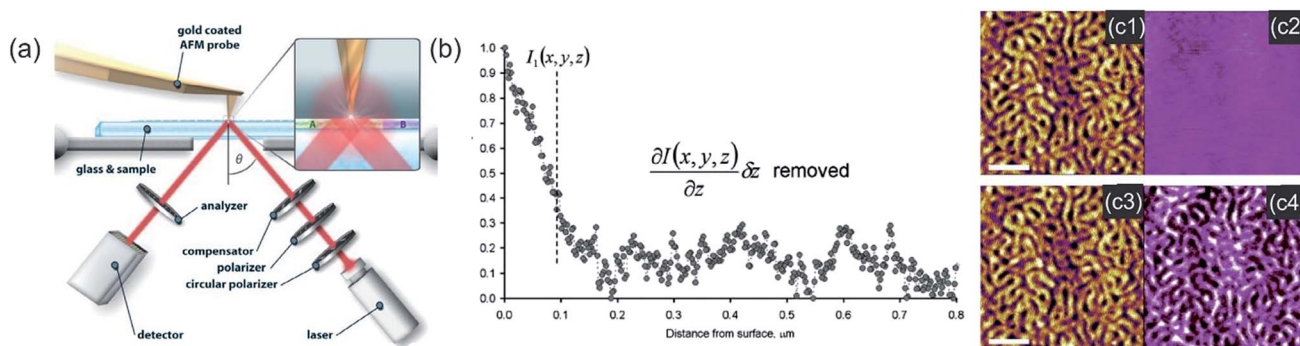 (a)
gold coated
AFM probe
A
B
glass & sample
θ
analyzer
compensator
polarizer
circular polarizer
detector
laser
(b)
1.0
0.9
0.8
0.7
0.6
0.5
0.4
0.3
0.2
0.1
0.0
I₁(x, y, z)
∂I(x, y, z)/∂z δz removed
0.0 0.1 0.2 0.3 0.4 0.5 0.6 0.7 0.8
Distance from surface, μm
(c1)
(c2)
(c3)
(c4)